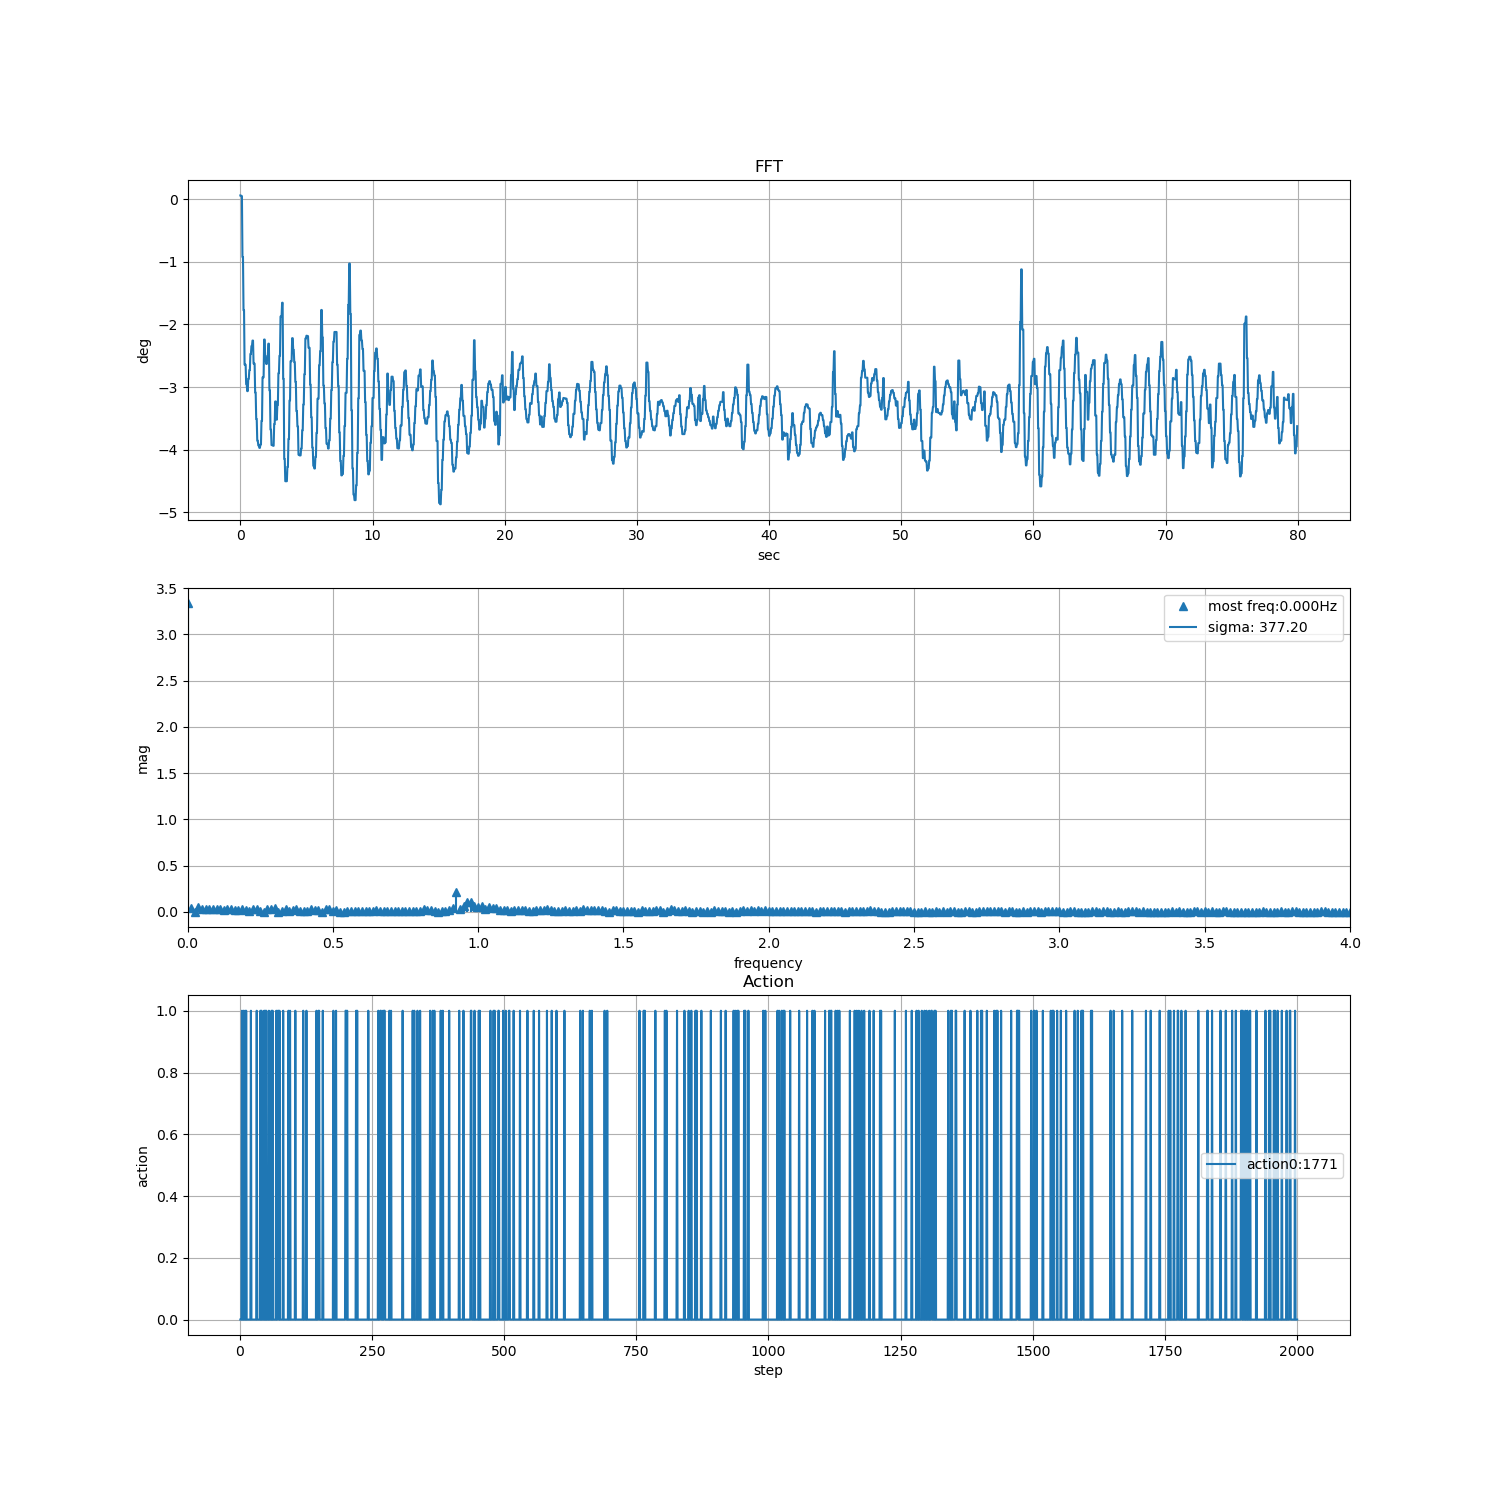 FFT
0
−1
−2
−3
−4
−5
deg
0 10 20 30 40 50 60 70 80
sec
3.5
3.0
2.5
2.0
1.5
1.0
0.5
0.0
mag
most freq:0.000Hz
sigma: 377.20
0.0 0.5 1.0 1.5 2.0 2.5 3.0 3.5 4.0
frequency
Action
1.0
0.8
0.6
0.4
0.2
0.0
action
action0:1771
0 250 500 750 1000 1250 1500 1750 2000
step